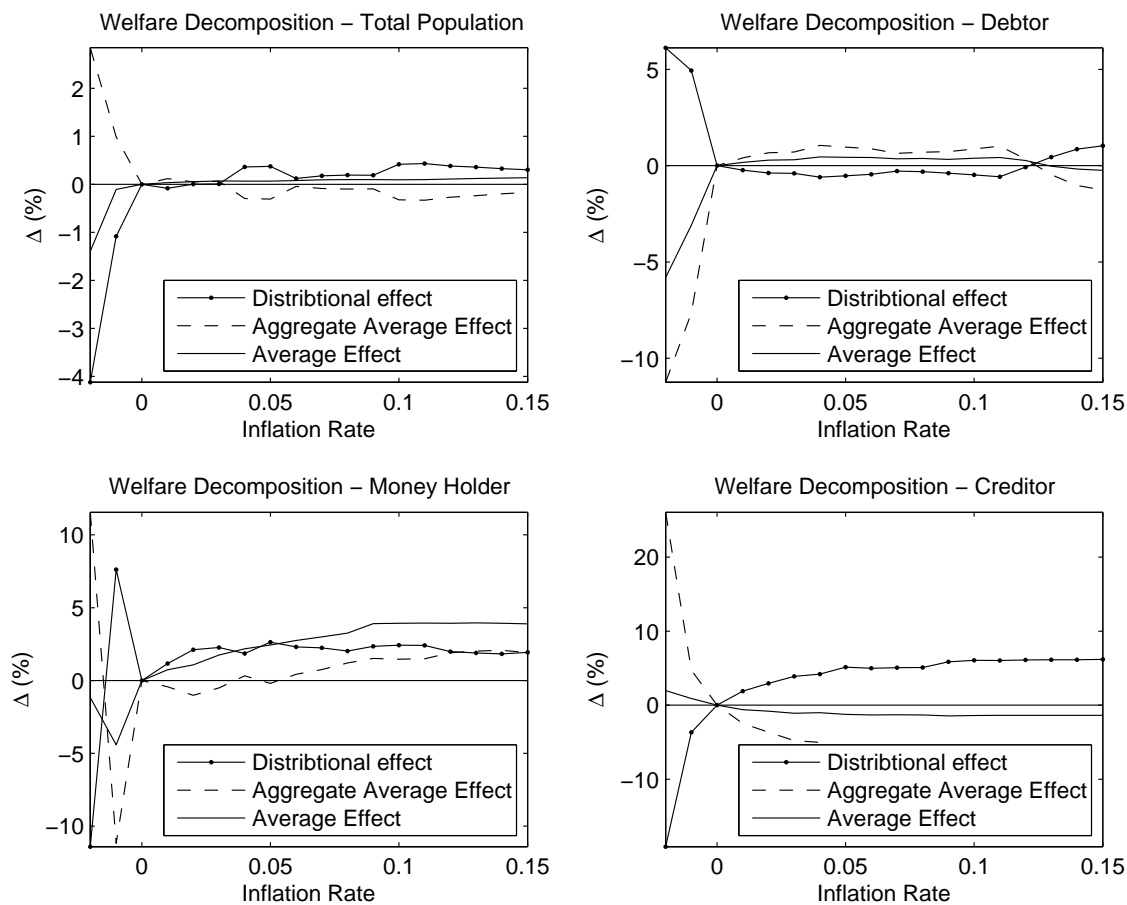 Welfare Decomposition − Total Population
2
1
0
−1
−2
−3
−4
Δ (%)
Distribtional effect
Aggregate Average Effect
Average Effect
0
0.05
0.1
0.15
Inflation Rate
Welfare Decomposition − Debtor
5
0
−5
−10
Δ (%)
Distribtional effect
Aggregate Average Effect
Average Effect
0
0.05
0.1
0.15
Inflation Rate
Welfare Decomposition − Money Holder
10
5
0
−5
−10
Δ (%)
Distribtional effect
Aggregate Average Effect
Average Effect
0
0.05
0.1
0.15
Inflation Rate
Welfare Decomposition − Creditor
20
10
0
−10
Δ (%)
Distribtional effect
Aggregate Average Effect
Average Effect
0
0.05
0.1
0.15
Inflation Rate